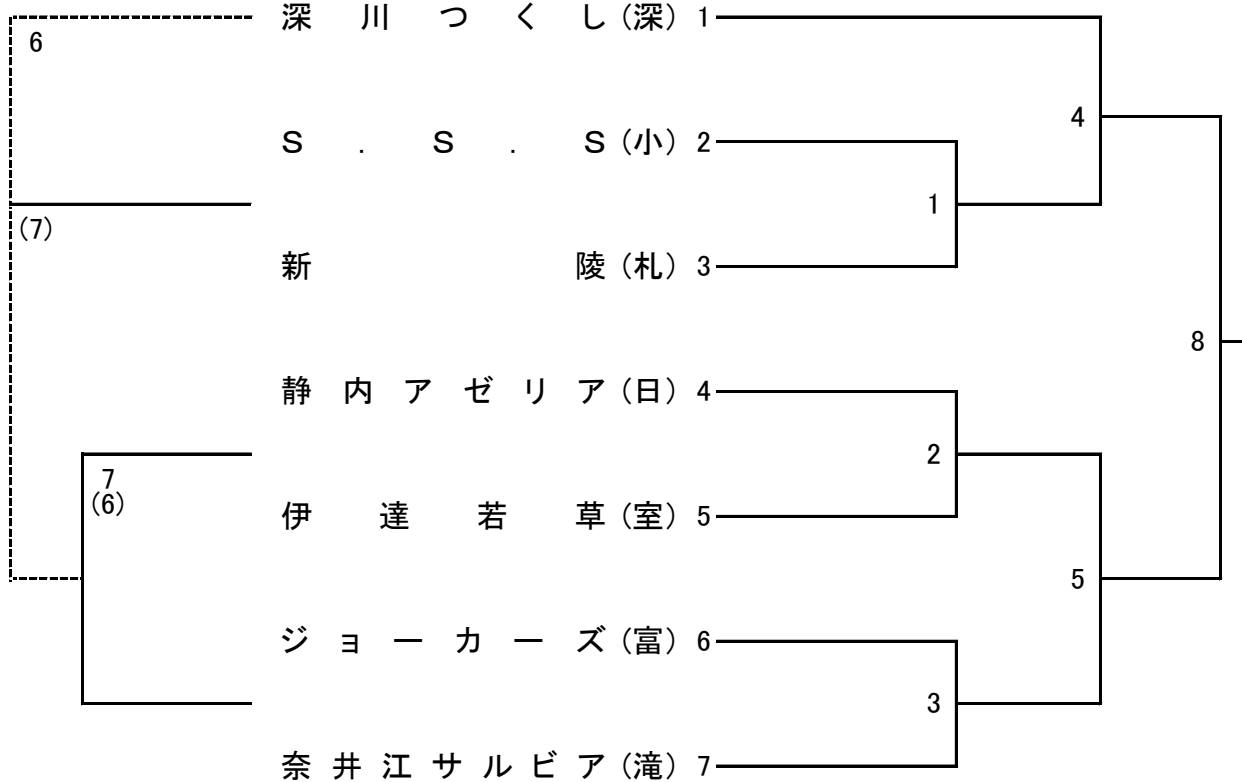 深川つくし(深) 1
6
4
S.S.S(小) 2
1
(7)
新陵(札) 3
8
静内アゼリア(日) 4
2
7
(6)
伊達若草(室) 5
5
ジョーカーズ(富) 6
3
奈井江サルビア(滝) 7